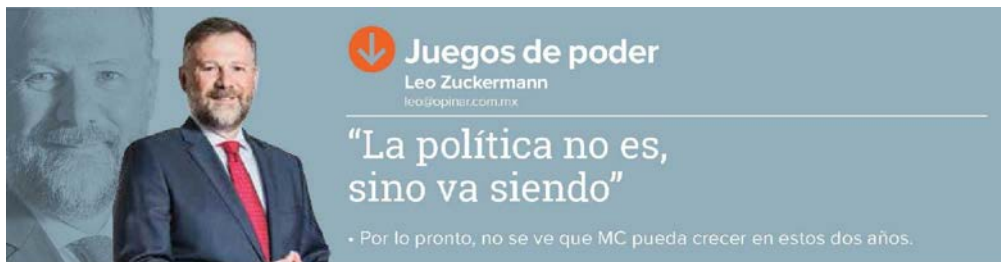 Juegos de poder
Leo Zuckermann
leo@opinar.com.mx
“La política no es,
sino va siendo”
• Por lo pronto, no se ve que MC pueda crecer en estos dos años.